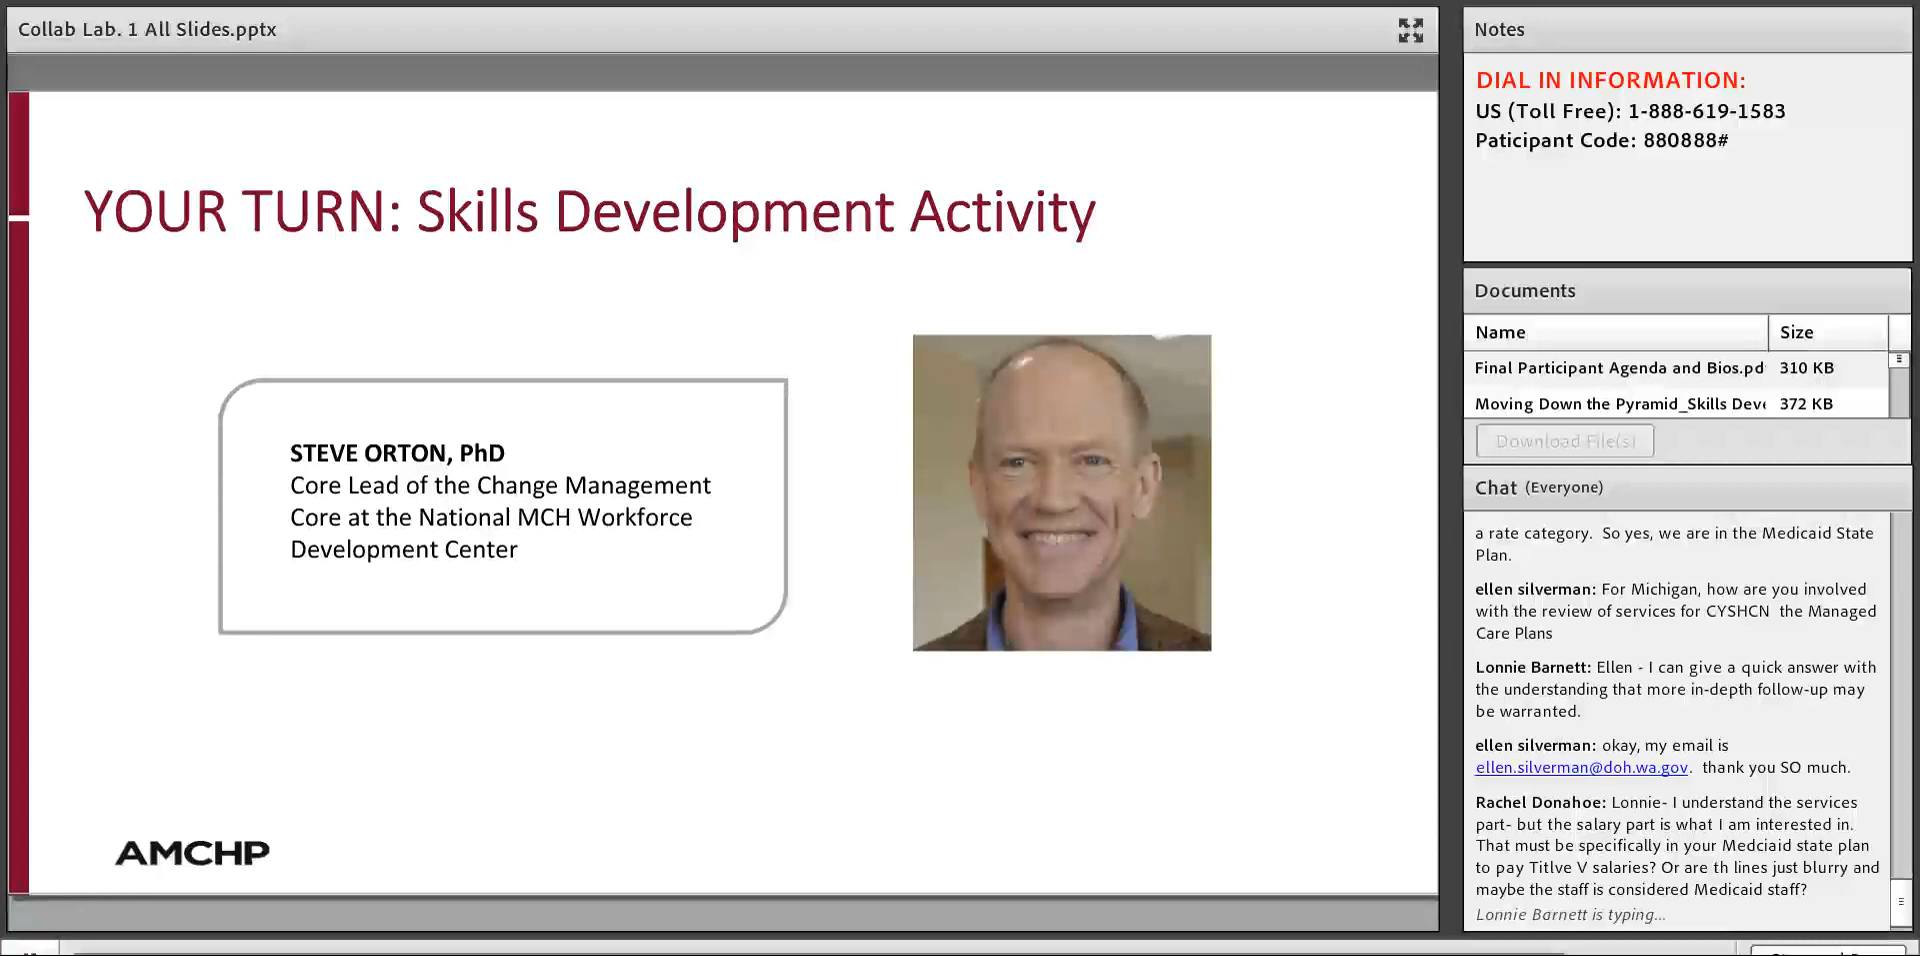 Collab Lab. 1 All Slides.pptx
YOUR TURN: Skills Development Activity
STEVE ORTON, PhD
Core Lead of the Change Management
Core at the National MCH Workforce
Development Center
AMCHP
Notes
DIAL IN INFORMATION:
US (Toll Free): 1-888-619-1583
Paticipant Code: 880888#
Documents
Name Size
Final Participant Agenda and Bios.pd 310 KB
Moving Down the Pyramid_Skills Deve 372 KB
Download File(s)
Chat (Everyone)
a rate category. So yes, we are in the Medicaid State
Plan.
ellen silverman: For Michigan, how are you involved
with the review of services for CYSHCN the Managed
Care Plans
Lonnie Barnett: Ellen - I can give a quick answer with
the understanding that more in-depth follow-up may
be warranted.
ellen silverman: okay, my email is
ellen.silverman@doh.wa.gov. thank you SO much.
Rachel Donahoe: Lonnie- I understand the services
part- but the salary part is what I am interested in.
That must be specifically in your Medciaid state plan
to pay Titlve V salaries? Or are th lines just blurry and
maybe the staff is considered Medicaid staff?
Lonnie Barnett is typing...